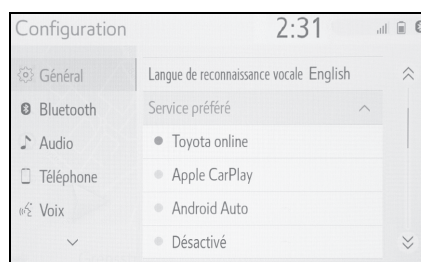 Configuration 2:31
Général
Langue de reconnaissance vocale English
Bluetooth
Service préféré
Audio
Toyota online
Téléphone
Apple CarPlay
Voix
Android Auto
Désactivé